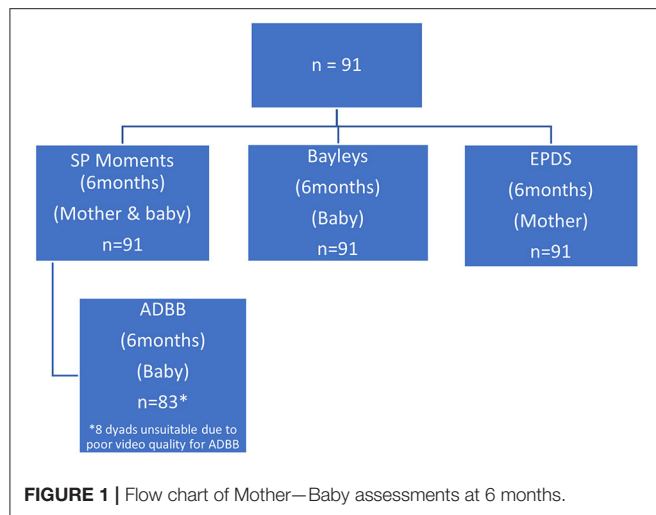 n = 91
SP Moments
(6months)
(Mother & baby)
n=91
Bayleys
(6months)
(Baby)
n=91
EPDS
(6months)
(Mother)
n=91
ADBB
(6months)
(Baby)
n=83*
*8 dyads unsuitable due to
poor video quality for ADBB
FIGURE 1 | Flow chart of Mother—Baby assessments at 6 months.